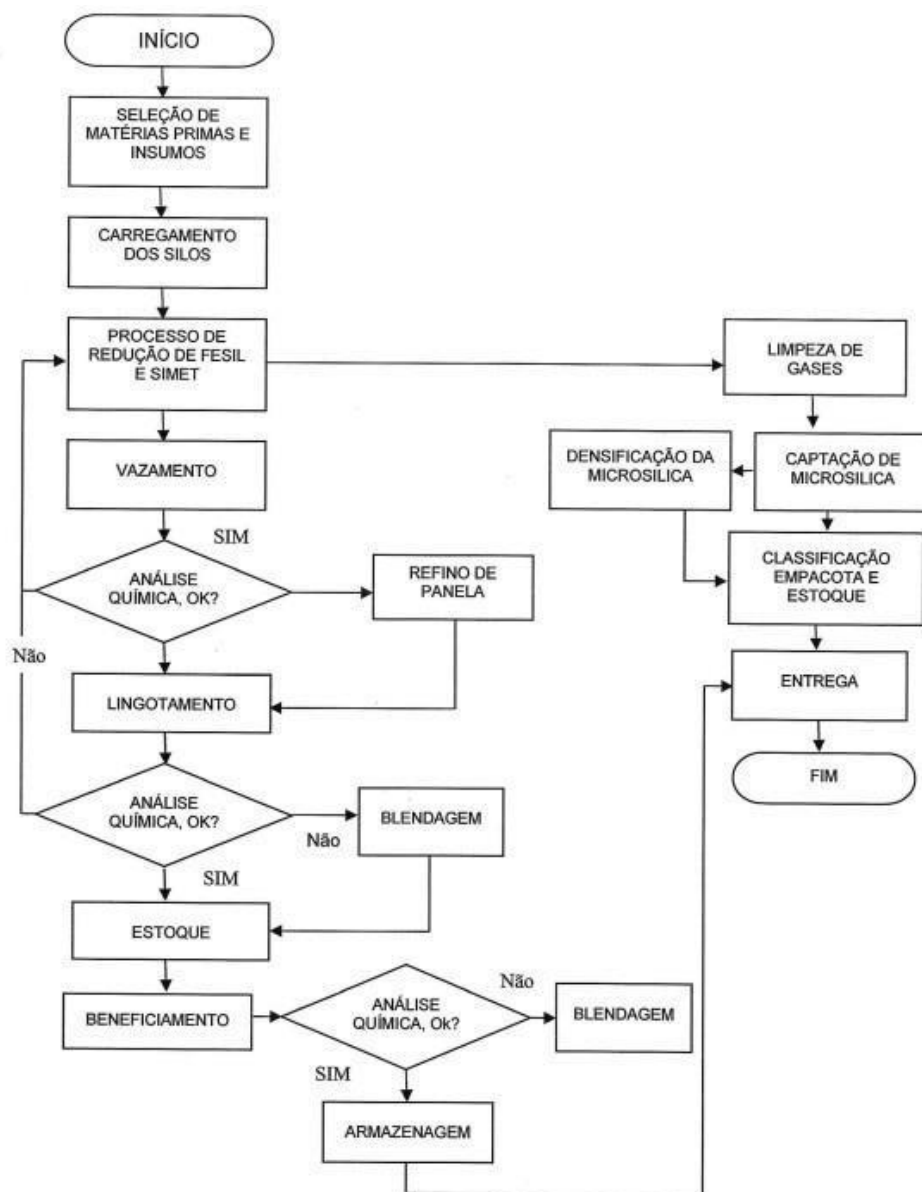 INÍCIO
SELEÇÃO DE
MATÉRIAS PRIMAS E
INSUMOS
CARREGAMENTO
DOS SILOS
PROCESSO DE
REDUÇÃO DE FESIL
E SIMET
LIMPEZA DE
GASES
VAZAMENTO
DENSIFICAÇÃO DA
MICROSILICA
CAPTAÇÃO DE
MICROSILICA
SIM
ANÁLISE
QUÍMICA, OK?
REFINO DE
PANELA
CLASSIFICAÇÃO
EMPACOTA E
ESTOQUE
Não
LINGOTAMENTO
ENTREGA
FIM
ANÁLISE
QUÍMICA, OK?
Não
BLENDAGEM
SIM
ESTOQUE
BENEFICIAMENTO
ANÁLISE
QUÍMICA, Ok?
Não
BLENDAGEM
SIM
ARMAZENAGEM